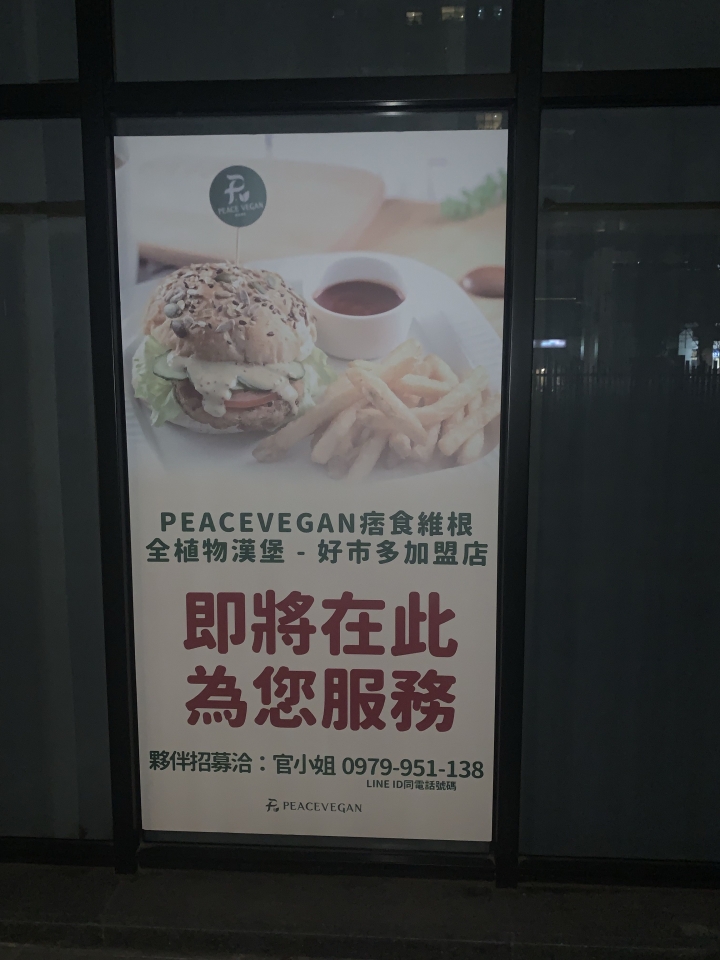 PEACE VEGAN
PEACEVEGAN痞食維根
全植物漢堡 - 好市多加盟店
即將在此
為您服務
夥伴招募洽：官小姐 0979-951-138
LINE ID同電話號碼
PEACEVEGAN